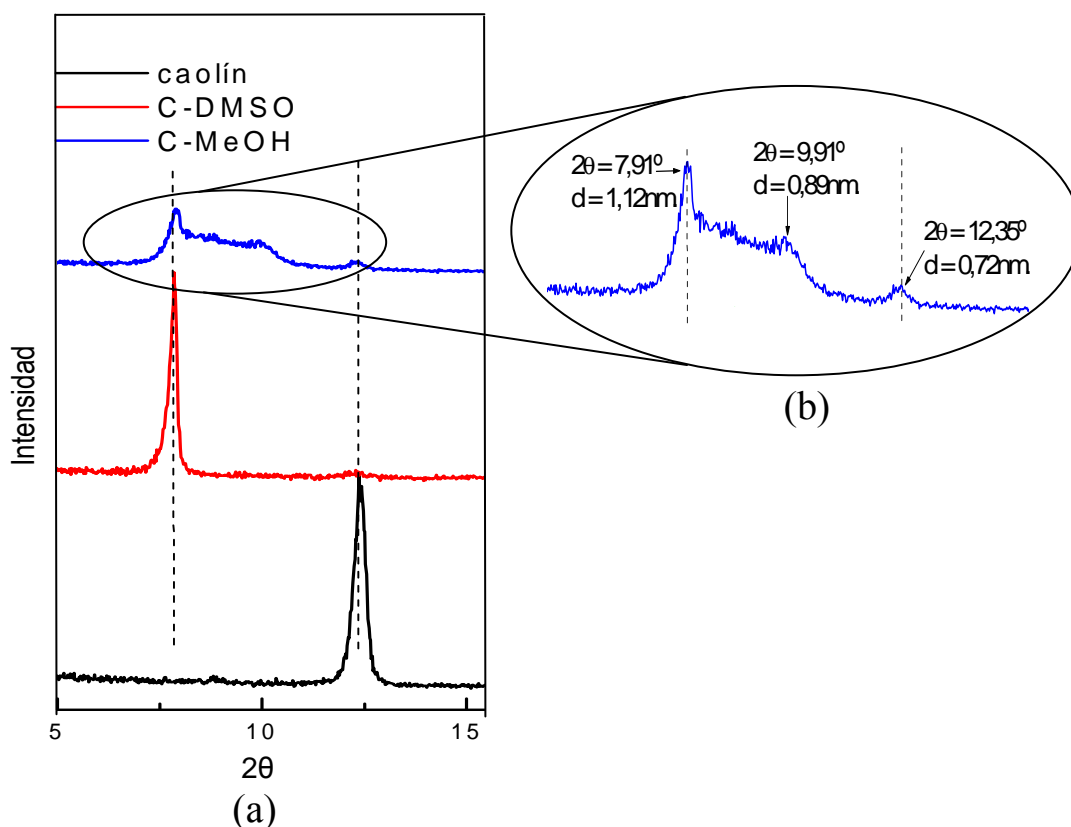 caolín
C-DMSO
C-MeOH
Intensidad
5
10
15
2θ
(a)
2θ = 7,91º
d = 1,12nm.
2θ = 9,91º
d = 0,89nm.
2θ = 12,35º
d = 0,72nm.
(b)